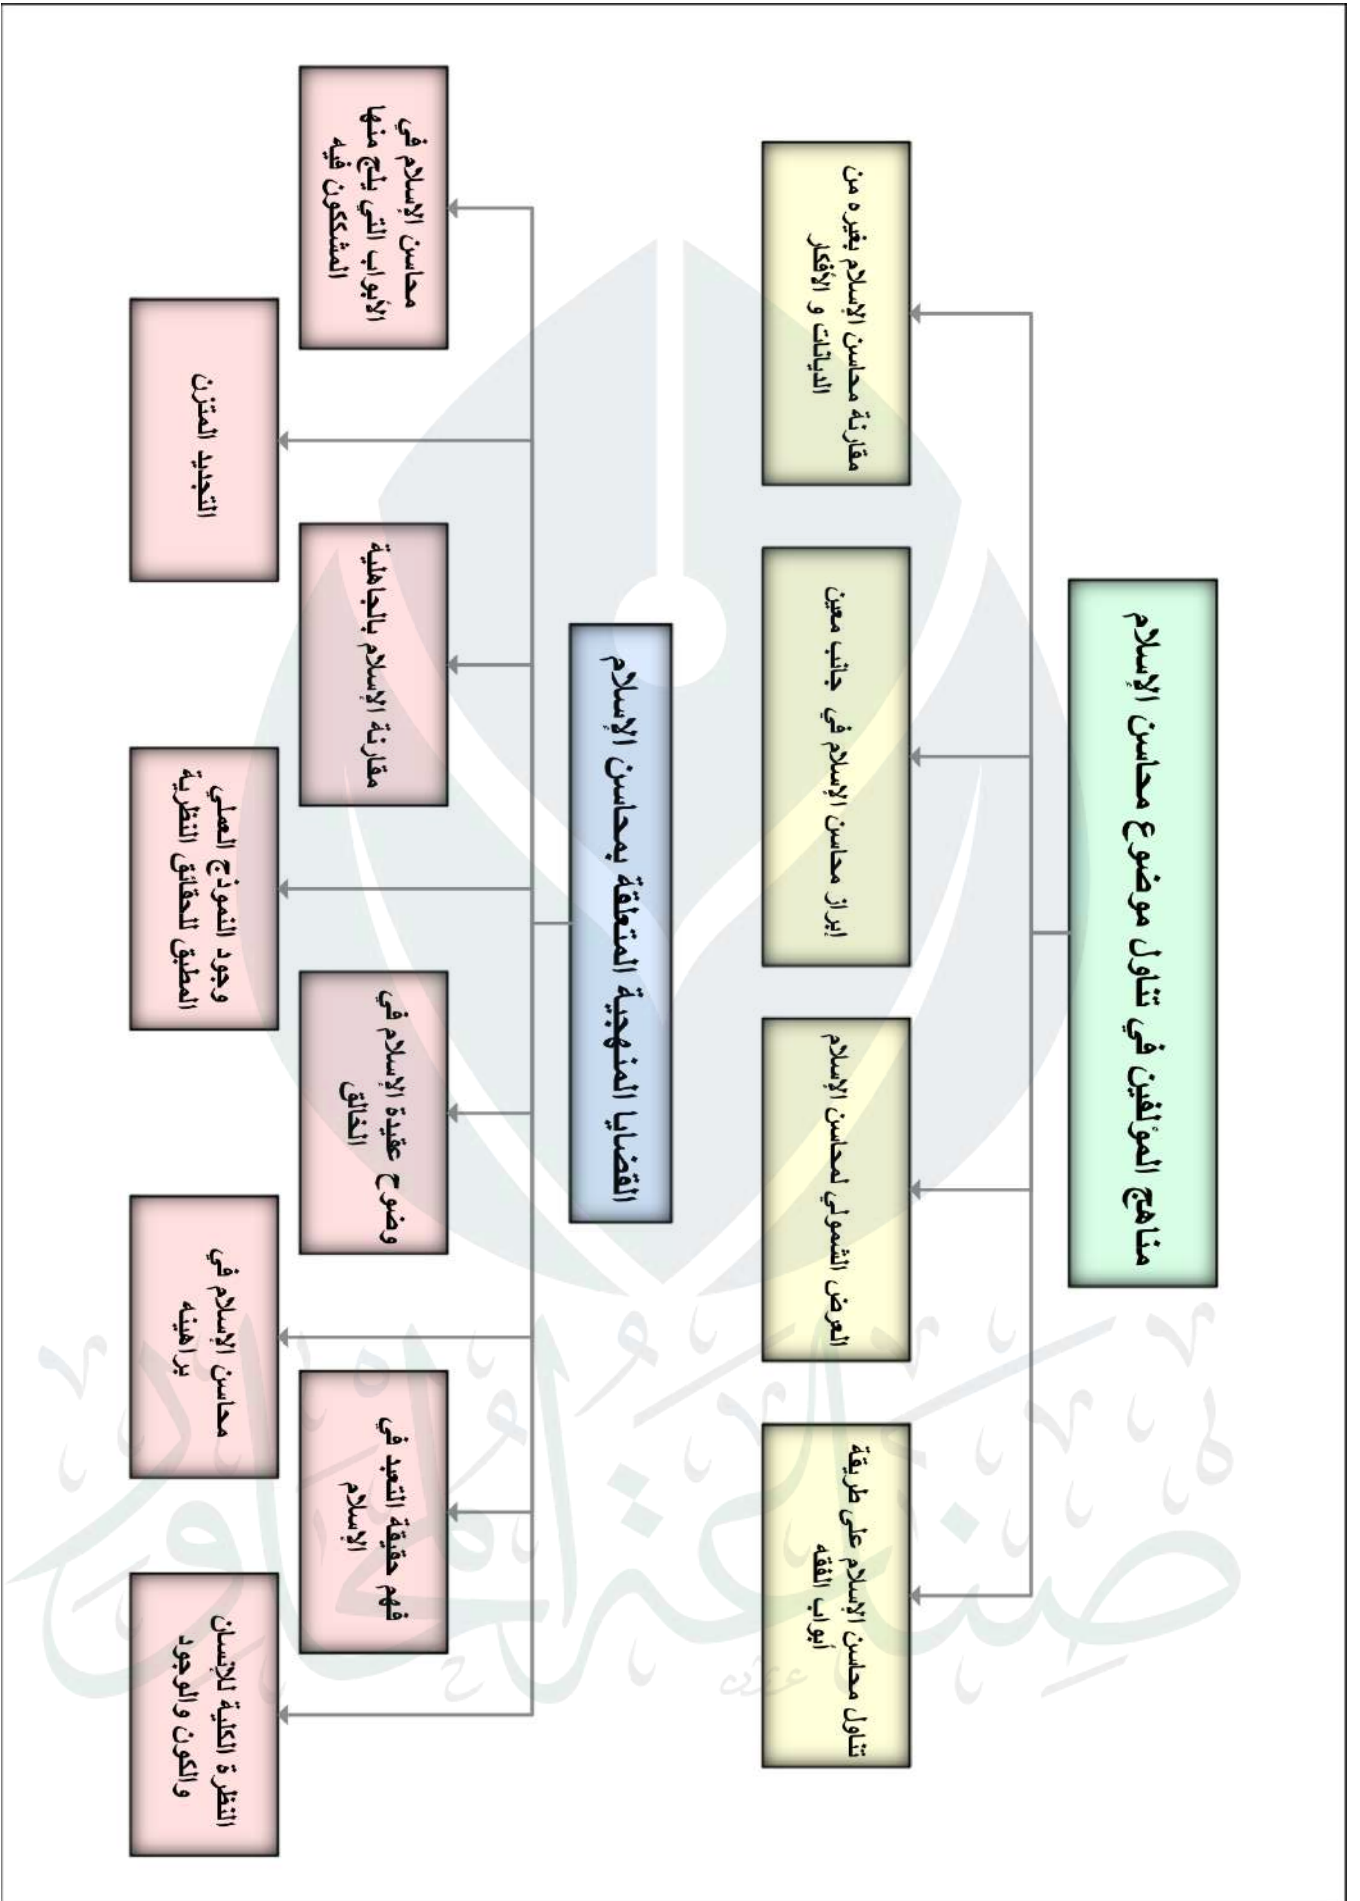 مناهج المؤلفين في تناول موضوع محاسن الإسلام
تناول محاسن الإسلام على طريقة
أبواب الفقه
العرض الشمولي لمحاسن الإسلام
إبراز محاسن الإسلام في جانب معين
مقارنة محاسن الإسلام بغيره من
الديانات و الأفكار
القضايا المنهجية المتعلقة بمحاسن الإسلام
النظرة الكلية للإنسان
والكون والوجود
فهم حقيقة التعبد في
الإسلام
محاسن الإسلام في
براهينه
وضوح عقيدة الإسلام في
الخالق
وجود النموذج العملي
المطبق للحقائق النظرية
مقارنة الإسلام بالجاهلية
التجديد المتزن
محاسن الإسلام في
الأبواب التي يلج منها
المشككون فيه
صناعة المحاور